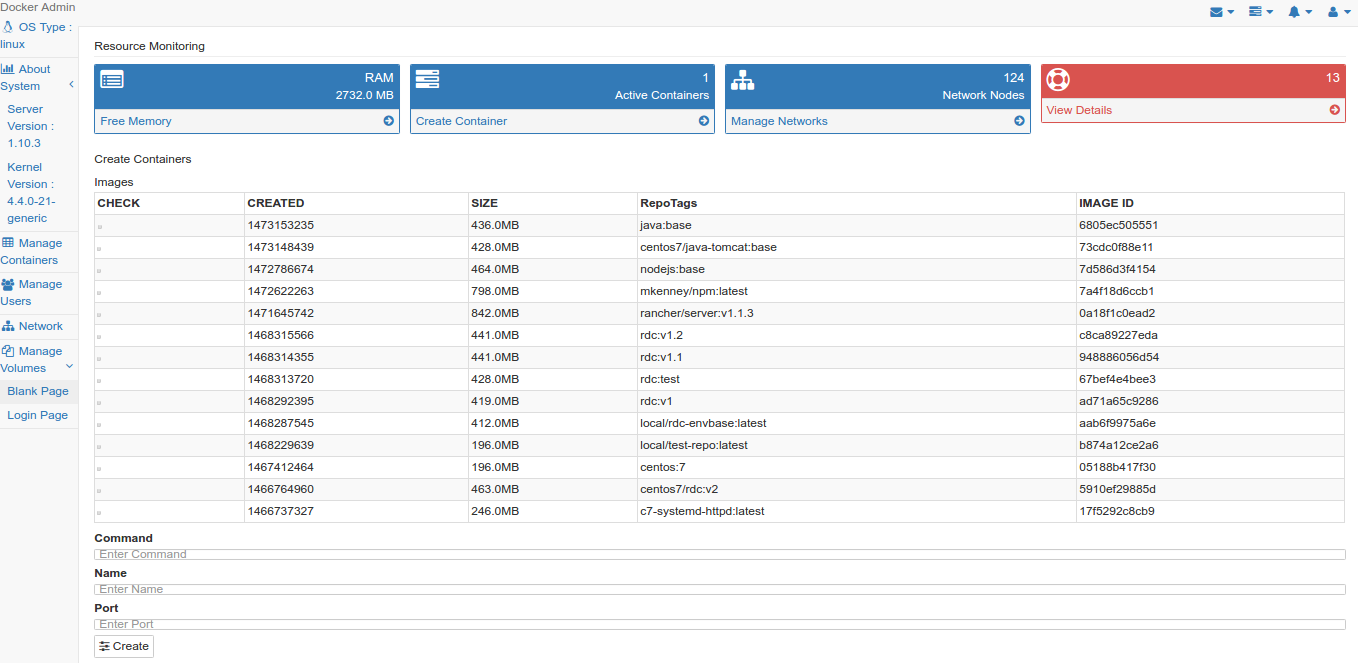 Docker Admin
OS Type :
linux
About
System
Server
Version :
1.10.3
Kernel
Version :
4.4.0-21-
generic
Manage
Containers
Manage
Users
Network
Manage
Volumes
Blank Page
Login Page
Resource Monitoring
RAM
2732.0 MB
Free Memory
1
Active Containers
Create Container
124
Network Nodes
Manage Networks
13
View Details
Create Containers
Images
CHECK CREATED SIZE RepoTags IMAGE ID
1473153235 436.0MB java:base 6805ec505551
1473148439 428.0MB centos7/java-tomcat:base 73cdc0f88e11
1472786674 464.0MB nodejs:base 7d586d3f4154
1472622263 798.0MB mkenney/npm:latest 7a4f18d6ccb1
1471645742 842.0MB rancher/server:v1.1.3 0a18f1c0ead2
1468315566 441.0MB rdc:v1.2 c8ca89227eda
1468314355 441.0MB rdc:v1.1 948886056d54
1468313720 428.0MB rdc:test 67bef4e4bee3
1468292395 419.0MB rdc:v1 ad71a65c9286
1468287545 412.0MB local/rdc-envbase:latest aab6f9975a6e
1468229639 196.0MB local/test-repo:latest b874a12ce2a6
1467412464 196.0MB centos:7 05188b417f30
1466764960 463.0MB centos7/rdc:v2 5910ef29885d
1466737327 246.0MB c7-systemd-httpd:latest 17f5292c8cb9
Command
Enter Command
Name
Enter Name
Port
Enter Port
Create